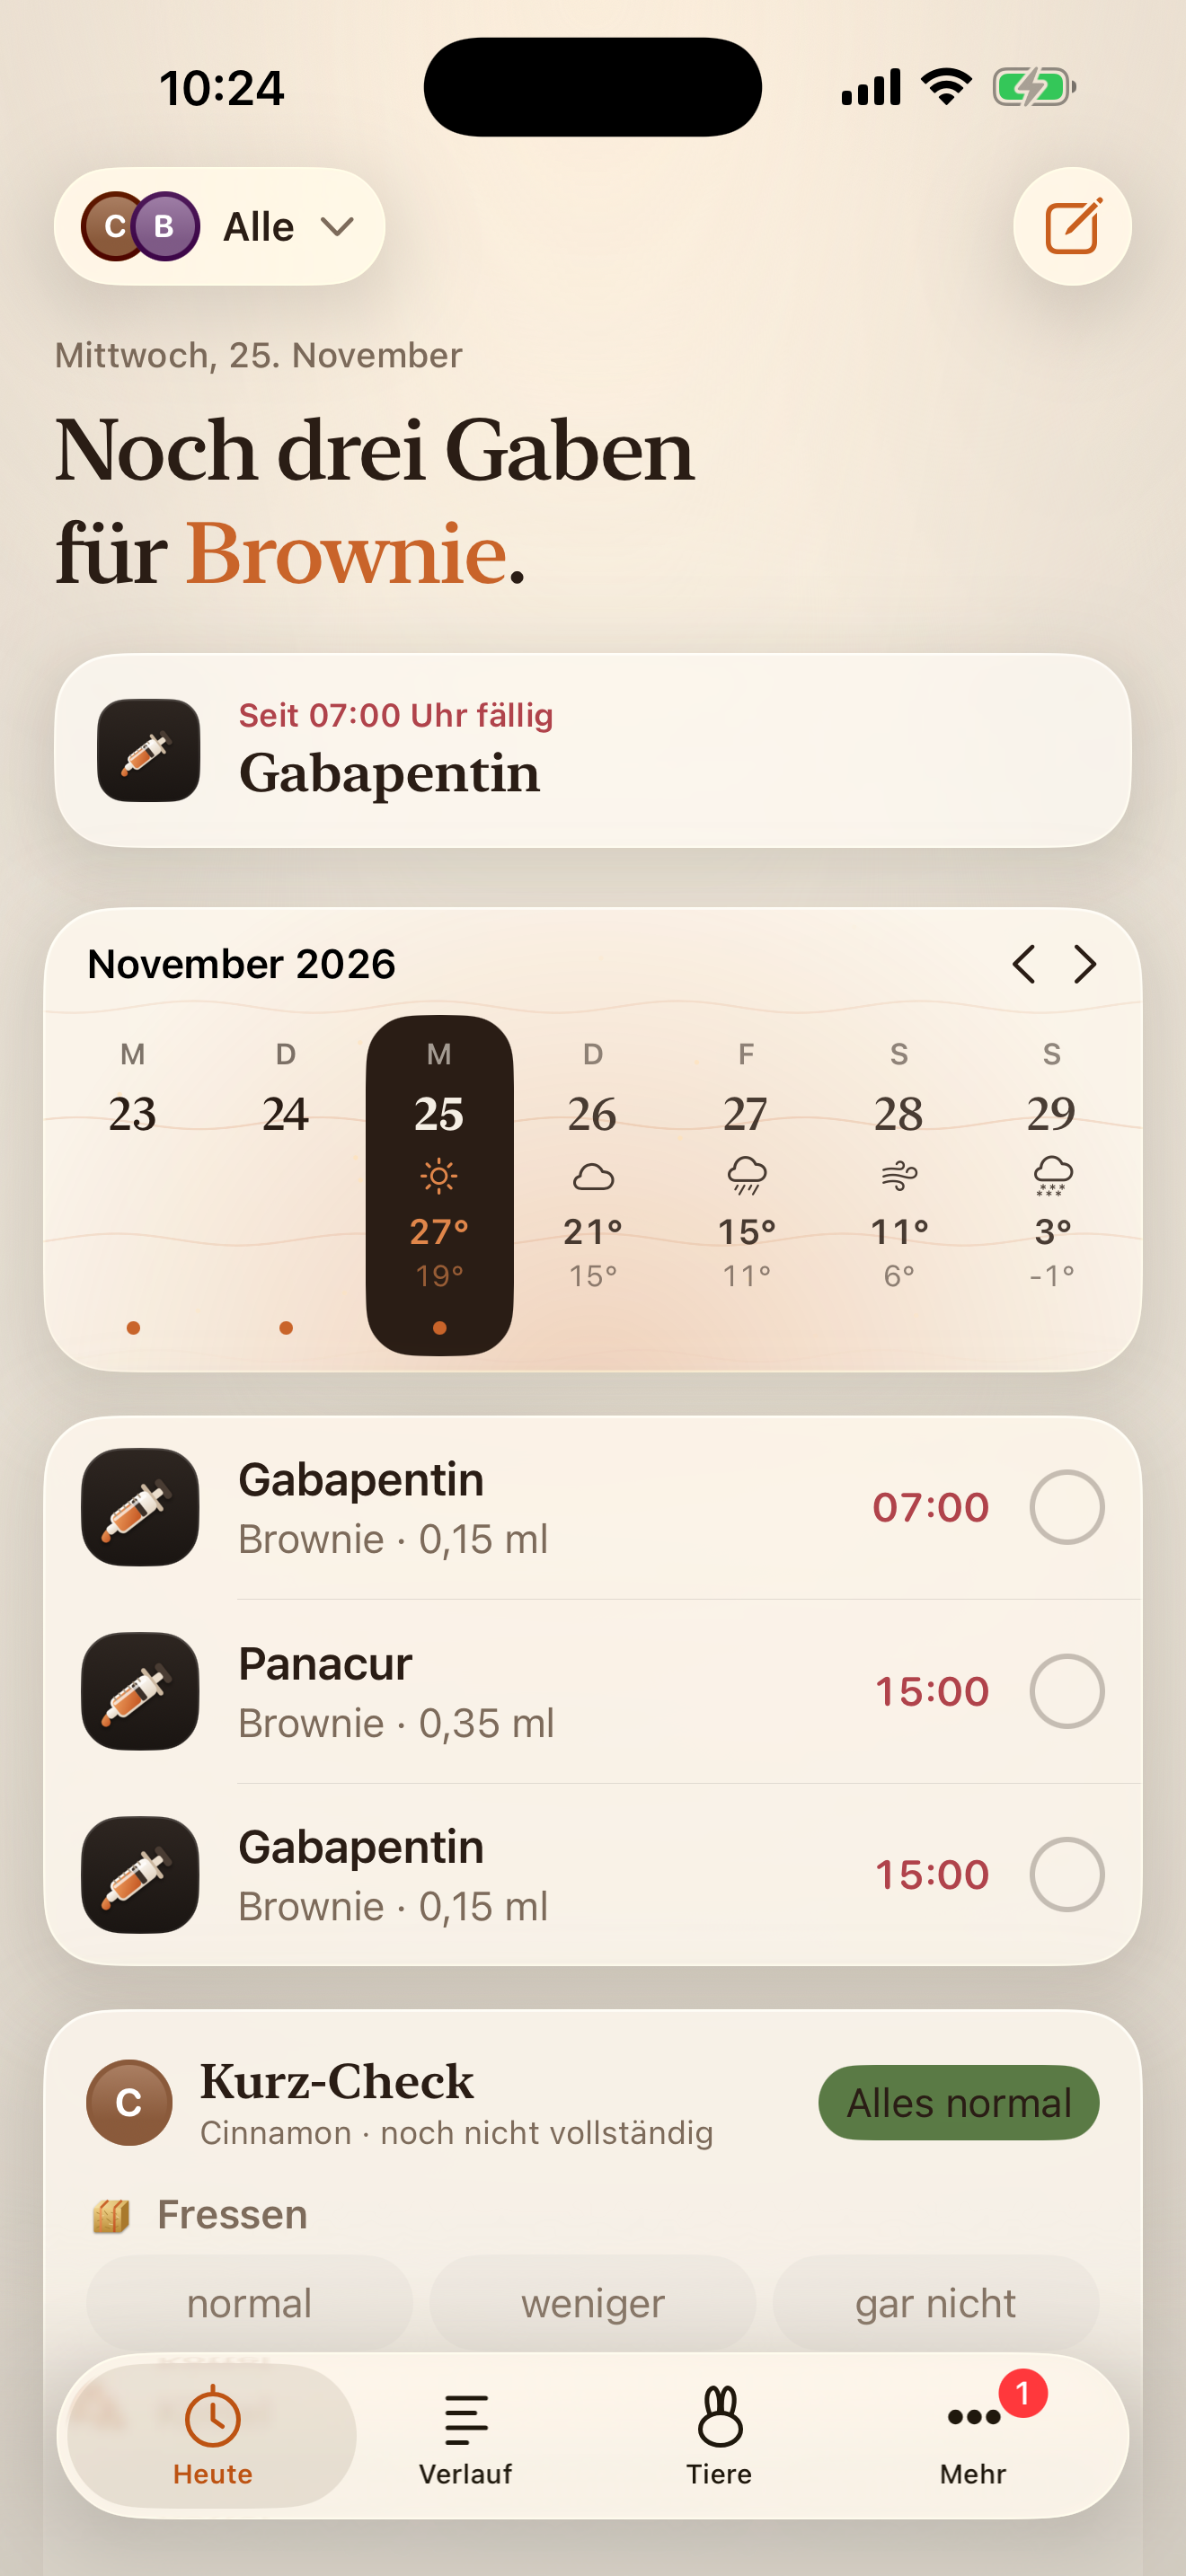 10:24
C B Alle
Mittwoch, 25. November
Noch drei Gaben
für Brownie.
Seit 07:00 Uhr fällig
Gabapentin
November 2026
M D M D F S S
23 24 25 26 27 28 29
27° 21° 15° 11° 3°
19° 15° 11° 6° -1°
Gabapentin
Brownie · 0,15 ml
07:00
Panacur
Brownie · 0,35 ml
15:00
Gabapentin
Brownie · 0,15 ml
15:00
C
Kurz-Check
Cinnamon · noch nicht vollständig
Alles normal
Fressen
normal weniger gar nicht
1
Heute Verlauf Tiere Mehr